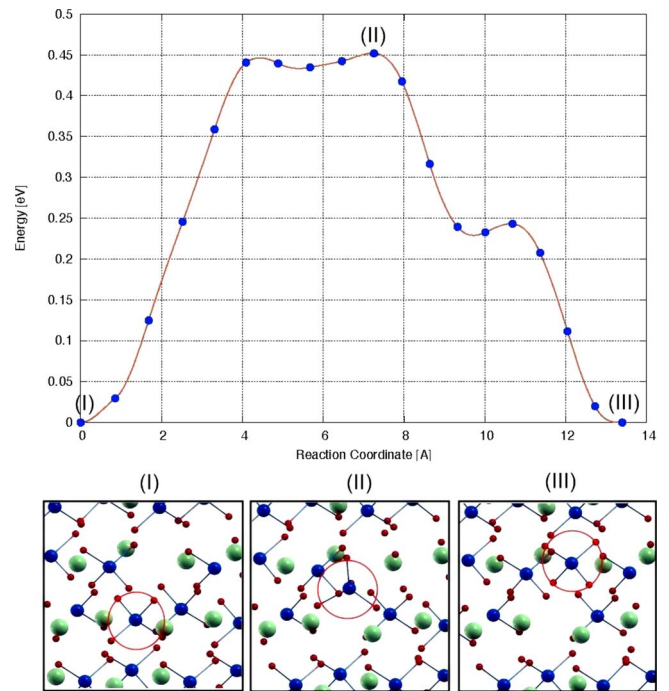 0.5
(II)
0.45
0.4
0.35
0.3
0.25
0.2
0.15
0.1
0.05
0
Energy [eV]
(I)
(III)
0 2 4 6 8 10 12 14
Reaction Coordinate [A]
(I) (II) (III)